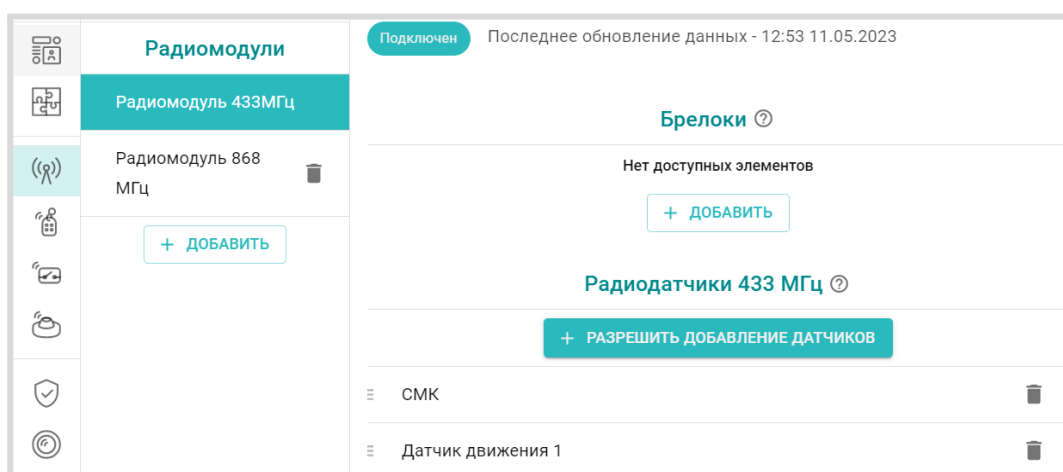 Радиомодули
Радиомодуль 433МГц
Радиомодуль 868
МГц
+ ДОБАВИТЬ
Подключен
Последнее обновление данных - 12:53 11.05.2023
Брелоки
Нет доступных элементов
+ ДОБАВИТЬ
Радиодатчики 433 МГц
+ РАЗРЕШИТЬ ДОБАВЛЕНИЕ ДАТЧИКОВ
СМК
Датчик движения 1